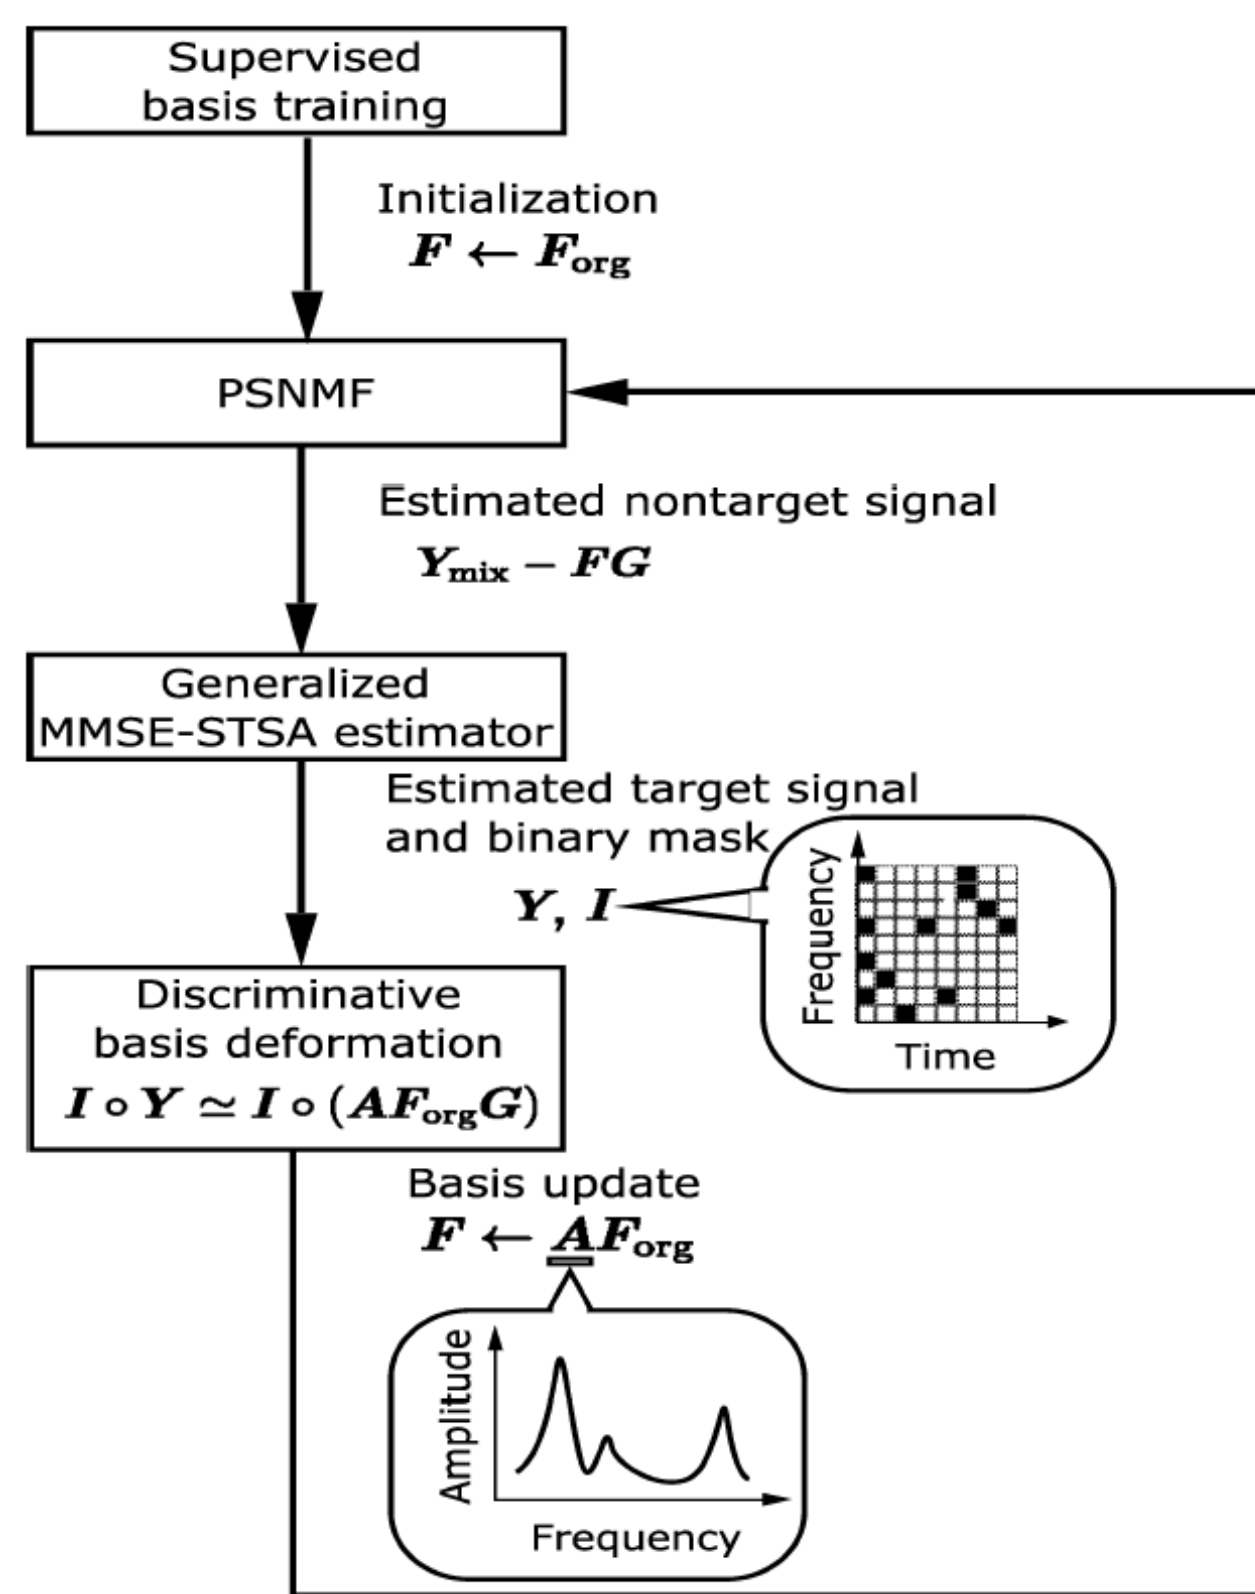 Supervised
basis training
Initialization
F ← F_org
PSNMF
Estimated nontarget signal
Y_mix − FG
Generalized
MMSE-STSA estimator
Estimated target signal
and binary mask
Y, I
Frequency
Time
Discriminative
basis deformation
I ∘ Y ≃ I ∘ (AF_orgG)
Basis update
F ← AF_org
Amplitude
Frequency